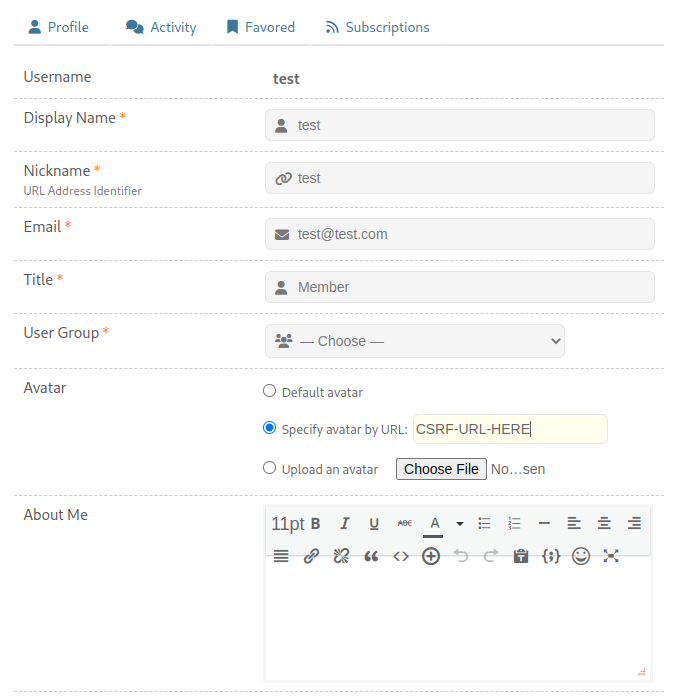 Profile Activity Favored Subscriptions
Username test
Display Name * test
Nickname * test
URL Address Identifier
Email * test@test.com
Title * Member
User Group * — Choose —
Avatar Default avatar
Specify avatar by URL: CSRF-URL-HERE
Upload an avatar Choose File No…sen
About Me
11pt B I U ABC A